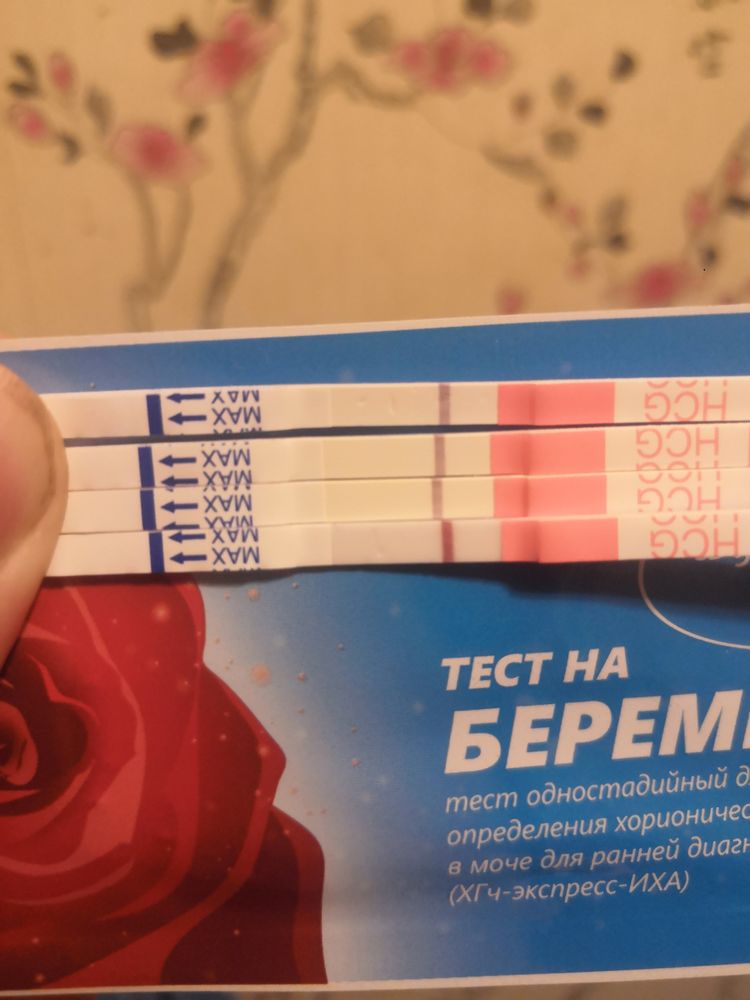 MAX
HCG
MAX
HCG
MAX
HCG
MAX
HCG
ТЕСТ НА
БЕРЕМ
тест одностадийный д
определения хорионичес
в моче для ранней диагн
(ХГч-экспресс-ИХА)